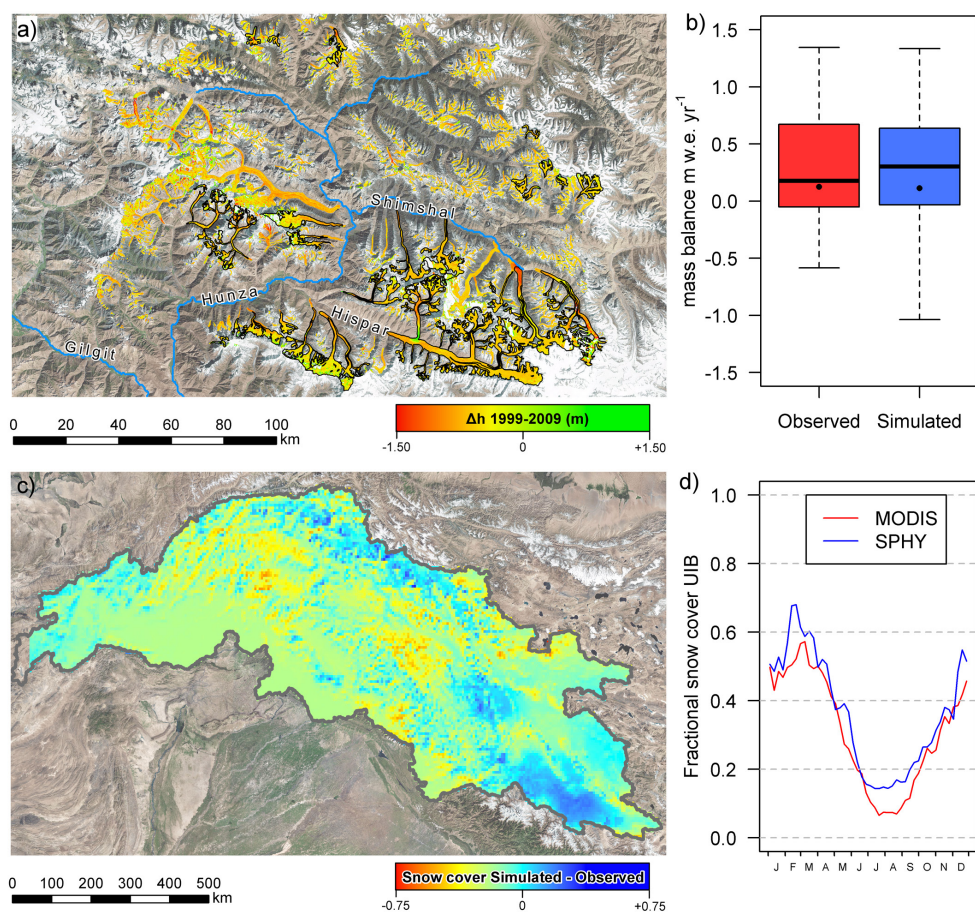 a)
Shimshal
Hunza
Hispar
Gilgit
0 20 40 60 80 100
km
Δh 1999-2009 (m)
-1.50 0 +1.50
b)
mass balance m w.e. yr-1
1.5
1.0
0.5
0.0
-0.5
-1.0
-1.5
Observed Simulated
c)
0 100 200 300 400 500
km
Snow cover Simulated - Observed
-0.75 0 +0.75
d)
Fractional snow cover UIB
1.0
0.8
0.6
0.4
0.2
0.0
MODIS
SPHY
J F M A M J J A S O N D